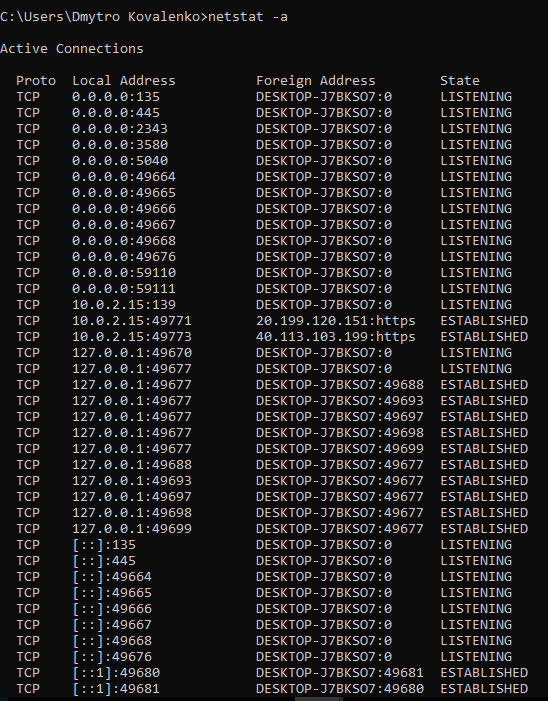 C:\Users\Dmytro Kovalenko>netstat -a
Active Connections
Proto  Local Address          Foreign Address        State
TCP    0.0.0.0:135            DESKTOP-J7BKSO7:0      LISTENING
TCP    0.0.0.0:445            DESKTOP-J7BKSO7:0      LISTENING
TCP    0.0.0.0:2343           DESKTOP-J7BKSO7:0      LISTENING
TCP    0.0.0.0:3580           DESKTOP-J7BKSO7:0      LISTENING
TCP    0.0.0.0:5040           DESKTOP-J7BKSO7:0      LISTENING
TCP    0.0.0.0:49664          DESKTOP-J7BKSO7:0      LISTENING
TCP    0.0.0.0:49665          DESKTOP-J7BKSO7:0      LISTENING
TCP    0.0.0.0:49666          DESKTOP-J7BKSO7:0      LISTENING
TCP    0.0.0.0:49667          DESKTOP-J7BKSO7:0      LISTENING
TCP    0.0.0.0:49668          DESKTOP-J7BKSO7:0      LISTENING
TCP    0.0.0.0:49676          DESKTOP-J7BKSO7:0      LISTENING
TCP    0.0.0.0:59110          DESKTOP-J7BKSO7:0      LISTENING
TCP    0.0.0.0:59111          DESKTOP-J7BKSO7:0      LISTENING
TCP    10.0.2.15:139          DESKTOP-J7BKSO7:0      LISTENING
TCP    10.0.2.15:49771        20.199.120.151:https   ESTABLISHED
TCP    10.0.2.15:49773        40.113.103.199:https   ESTABLISHED
TCP    127.0.0.1:49670        DESKTOP-J7BKSO7:0      LISTENING
TCP    127.0.0.1:49677        DESKTOP-J7BKSO7:0      LISTENING
TCP    127.0.0.1:49677        DESKTOP-J7BKSO7:49688  ESTABLISHED
TCP    127.0.0.1:49677        DESKTOP-J7BKSO7:49693  ESTABLISHED
TCP    127.0.0.1:49677        DESKTOP-J7BKSO7:49697  ESTABLISHED
TCP    127.0.0.1:49677        DESKTOP-J7BKSO7:49698  ESTABLISHED
TCP    127.0.0.1:49677        DESKTOP-J7BKSO7:49699  ESTABLISHED
TCP    127.0.0.1:49688        DESKTOP-J7BKSO7:49677  ESTABLISHED
TCP    127.0.0.1:49693        DESKTOP-J7BKSO7:49677  ESTABLISHED
TCP    127.0.0.1:49697        DESKTOP-J7BKSO7:49677  ESTABLISHED
TCP    127.0.0.1:49698        DESKTOP-J7BKSO7:49677  ESTABLISHED
TCP    127.0.0.1:49699        DESKTOP-J7BKSO7:49677  ESTABLISHED
TCP    [::]:135               DESKTOP-J7BKSO7:0      LISTENING
TCP    [::]:445               DESKTOP-J7BKSO7:0      LISTENING
TCP    [::]:49664             DESKTOP-J7BKSO7:0      LISTENING
TCP    [::]:49665             DESKTOP-J7BKSO7:0      LISTENING
TCP    [::]:49666             DESKTOP-J7BKSO7:0      LISTENING
TCP    [::]:49667             DESKTOP-J7BKSO7:0      LISTENING
TCP    [::]:49668             DESKTOP-J7BKSO7:0      LISTENING
TCP    [::]:49676             DESKTOP-J7BKSO7:0      LISTENING
TCP    [::1]:49680            DESKTOP-J7BKSO7:49681  ESTABLISHED
TCP    [::1]:49681            DESKTOP-J7BKSO7:49680  ESTABLISHED